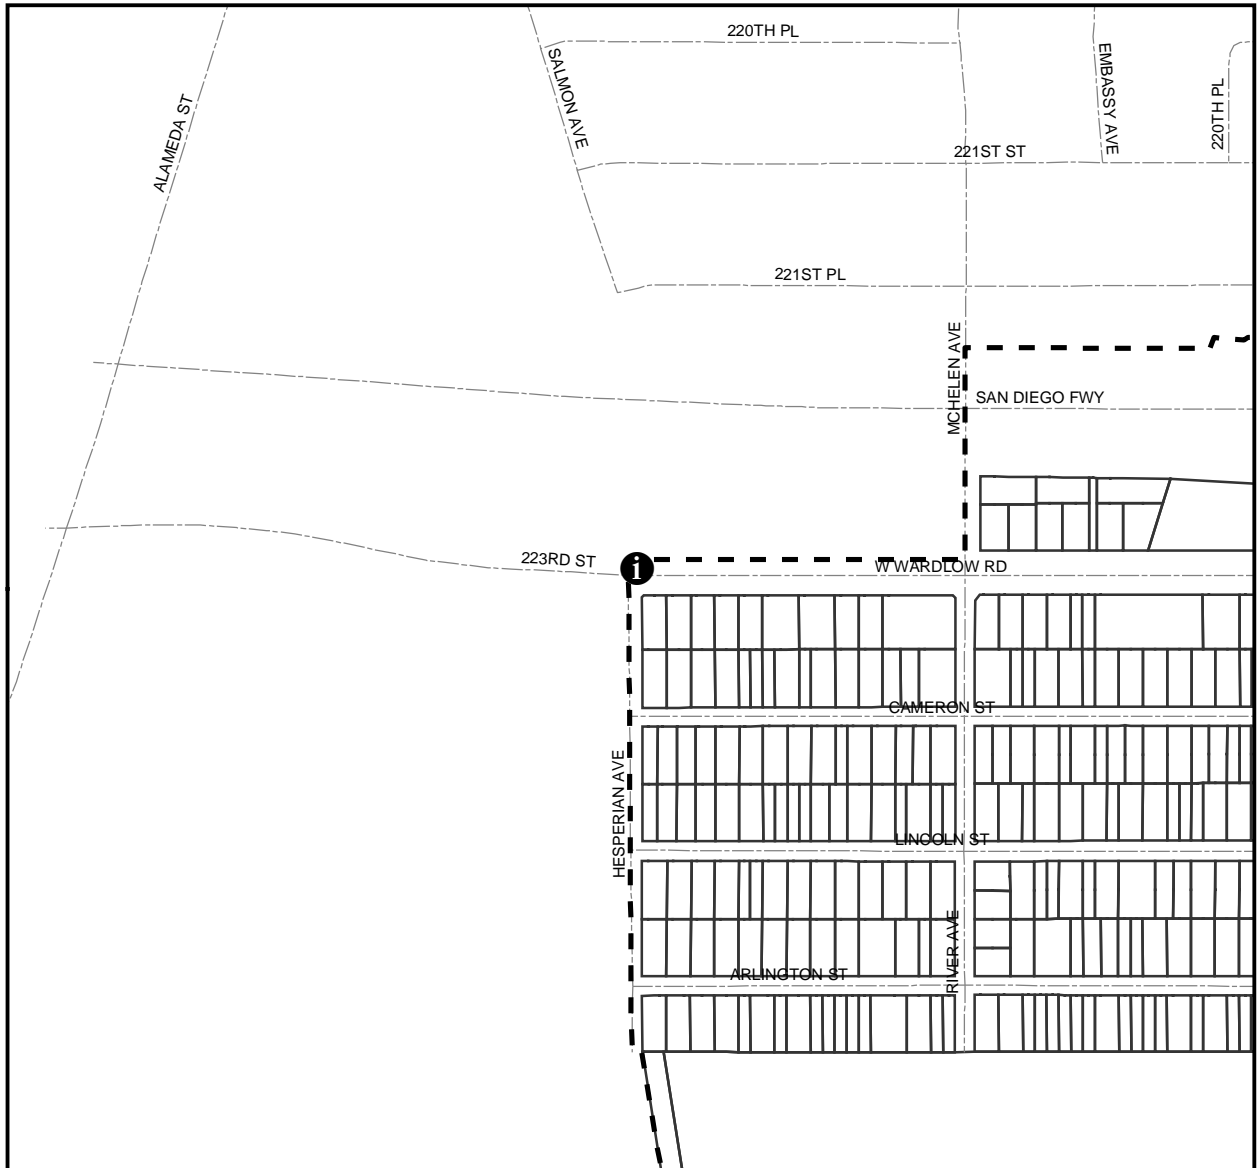 220TH PL
SALMON AVE
EMBASSY AVE
220TH PL
ALAMEDA ST
221ST ST
221ST PL
MCHELEN AVE
SAN DIEGO FWY
223RD ST
i
W WARDLOW RD
CAMERON ST
HESPERIAN AVE
LINCOLN ST
RIVER AVE
ARLINGTON ST